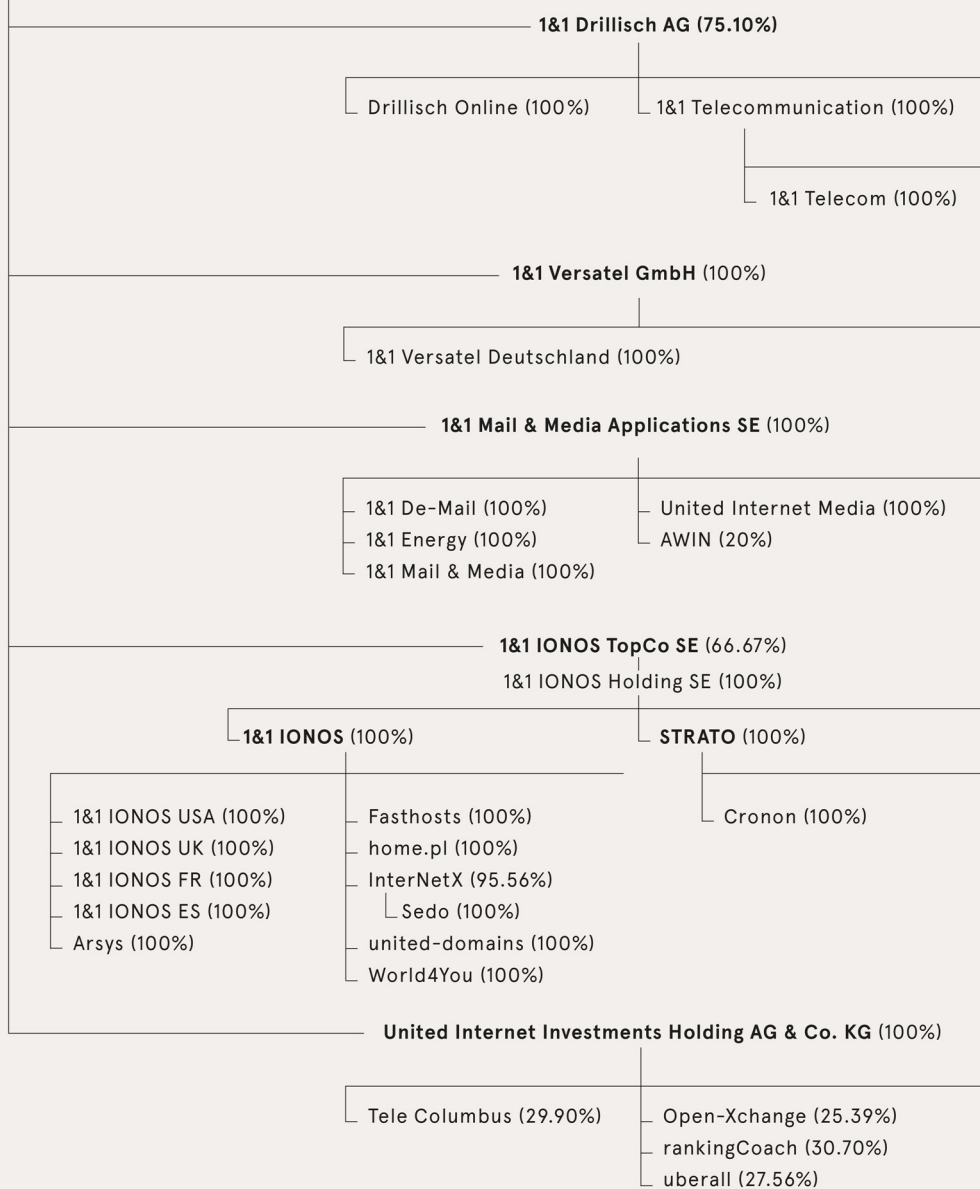 1&1 Drillisch AG (75.10%)
Drillisch Online (100%)
1&1 Telecommunication (100%)
1&1 Telecom (100%)
1&1 Versatel GmbH (100%)
1&1 Versatel Deutschland (100%)
1&1 Mail & Media Applications SE (100%)
1&1 De-Mail (100%)
1&1 Energy (100%)
1&1 Mail & Media (100%)
United Internet Media (100%)
AWIN (20%)
1&1 IONOS TopCo SE (66.67%)
1&1 IONOS Holding SE (100%)
1&1 IONOS (100%)
STRATO (100%)
1&1 IONOS USA (100%)
1&1 IONOS UK (100%)
1&1 IONOS FR (100%)
1&1 IONOS ES (100%)
Arsys (100%)
Fasthosts (100%)
home.pl (100%)
InterNetX (95.56%)
Sedo (100%)
united-domains (100%)
World4You (100%)
Cronon (100%)
United Internet Investments Holding AG & Co. KG (100%)
Tele Columbus (29.90%)
Open-Xchange (25.39%)
rankingCoach (30.70%)
uberall (27.56%)